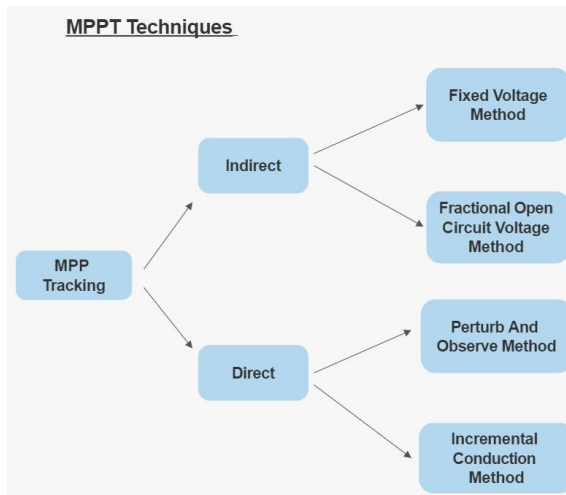 MPPT Techniques
Fixed Voltage
Method
Indirect
Fractional Open
Circuit Voltage
Method
MPP
Tracking
Perturb And
Observe Method
Direct
Incremental
Conduction
Method